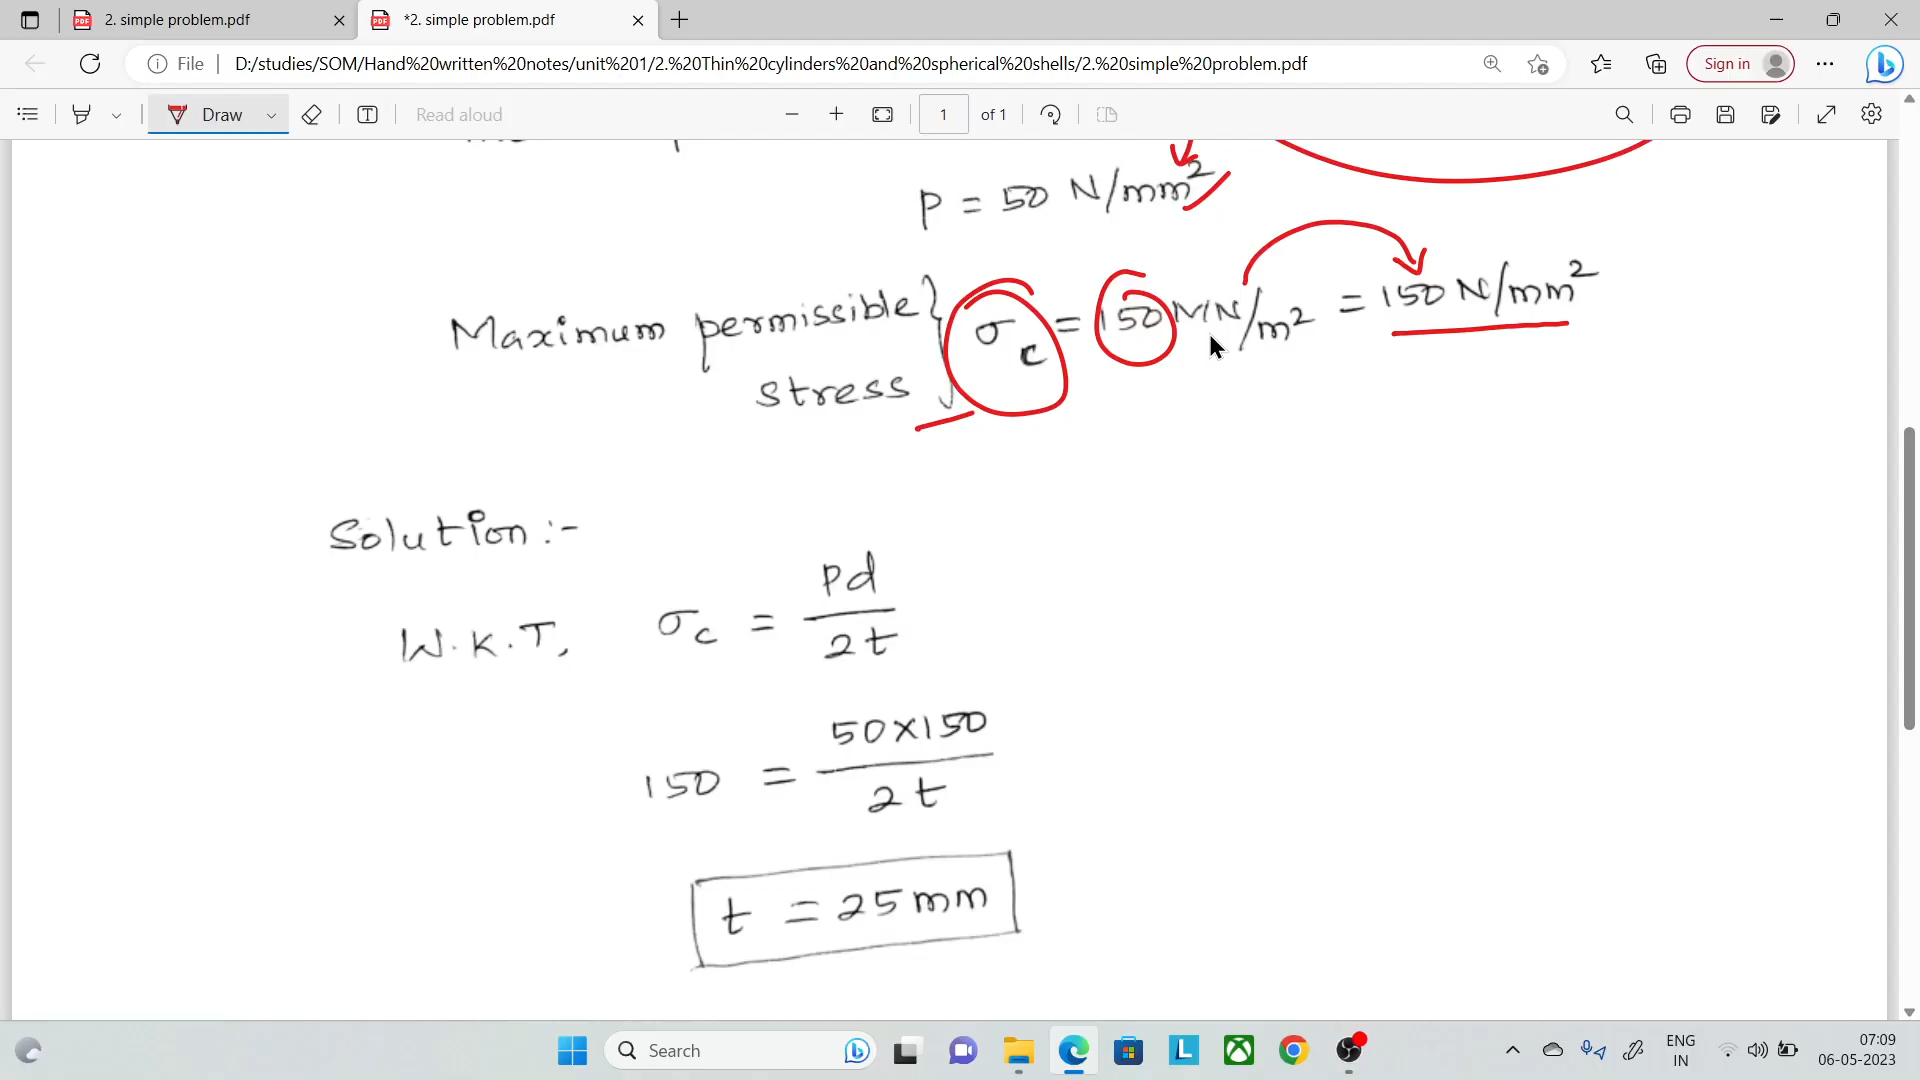 2. simple problem.pdf
*2. simple problem.pdf
File
D:/studies/SOM/Hand%20written%20notes/unit%201/2.%20Thin%20cylinders%20and%20spherical%20shells/2.%20simple%20problem.pdf
Sign in
Draw
Read aloud
1 of 1
P = 50 N/mm²
Maximum permissible } σc = 150 MN/m² = 150 N/mm²
stress
Solution :-
W.K.T, σc = Pd / 2t
150 = 50×150 / 2t
t = 25 mm
Search
ENG
IN
07:09
06-05-2023